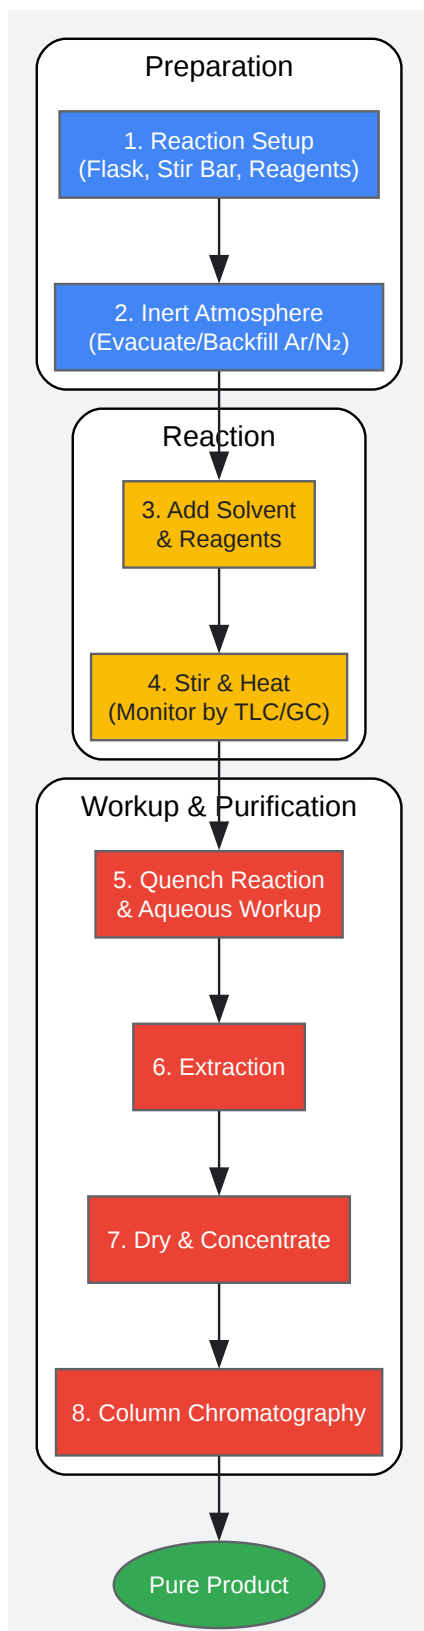 Preparation
1. Reaction Setup
(Flask, Stir Bar, Reagents)
2. Inert Atmosphere
(Evacuate/Backfill Ar/N₂)
Reaction
3. Add Solvent
& Reagents
4. Stir & Heat
(Monitor by TLC/GC)
Workup & Purification
5. Quench Reaction
& Aqueous Workup
6. Extraction
7. Dry & Concentrate
8. Column Chromatography
Pure Product